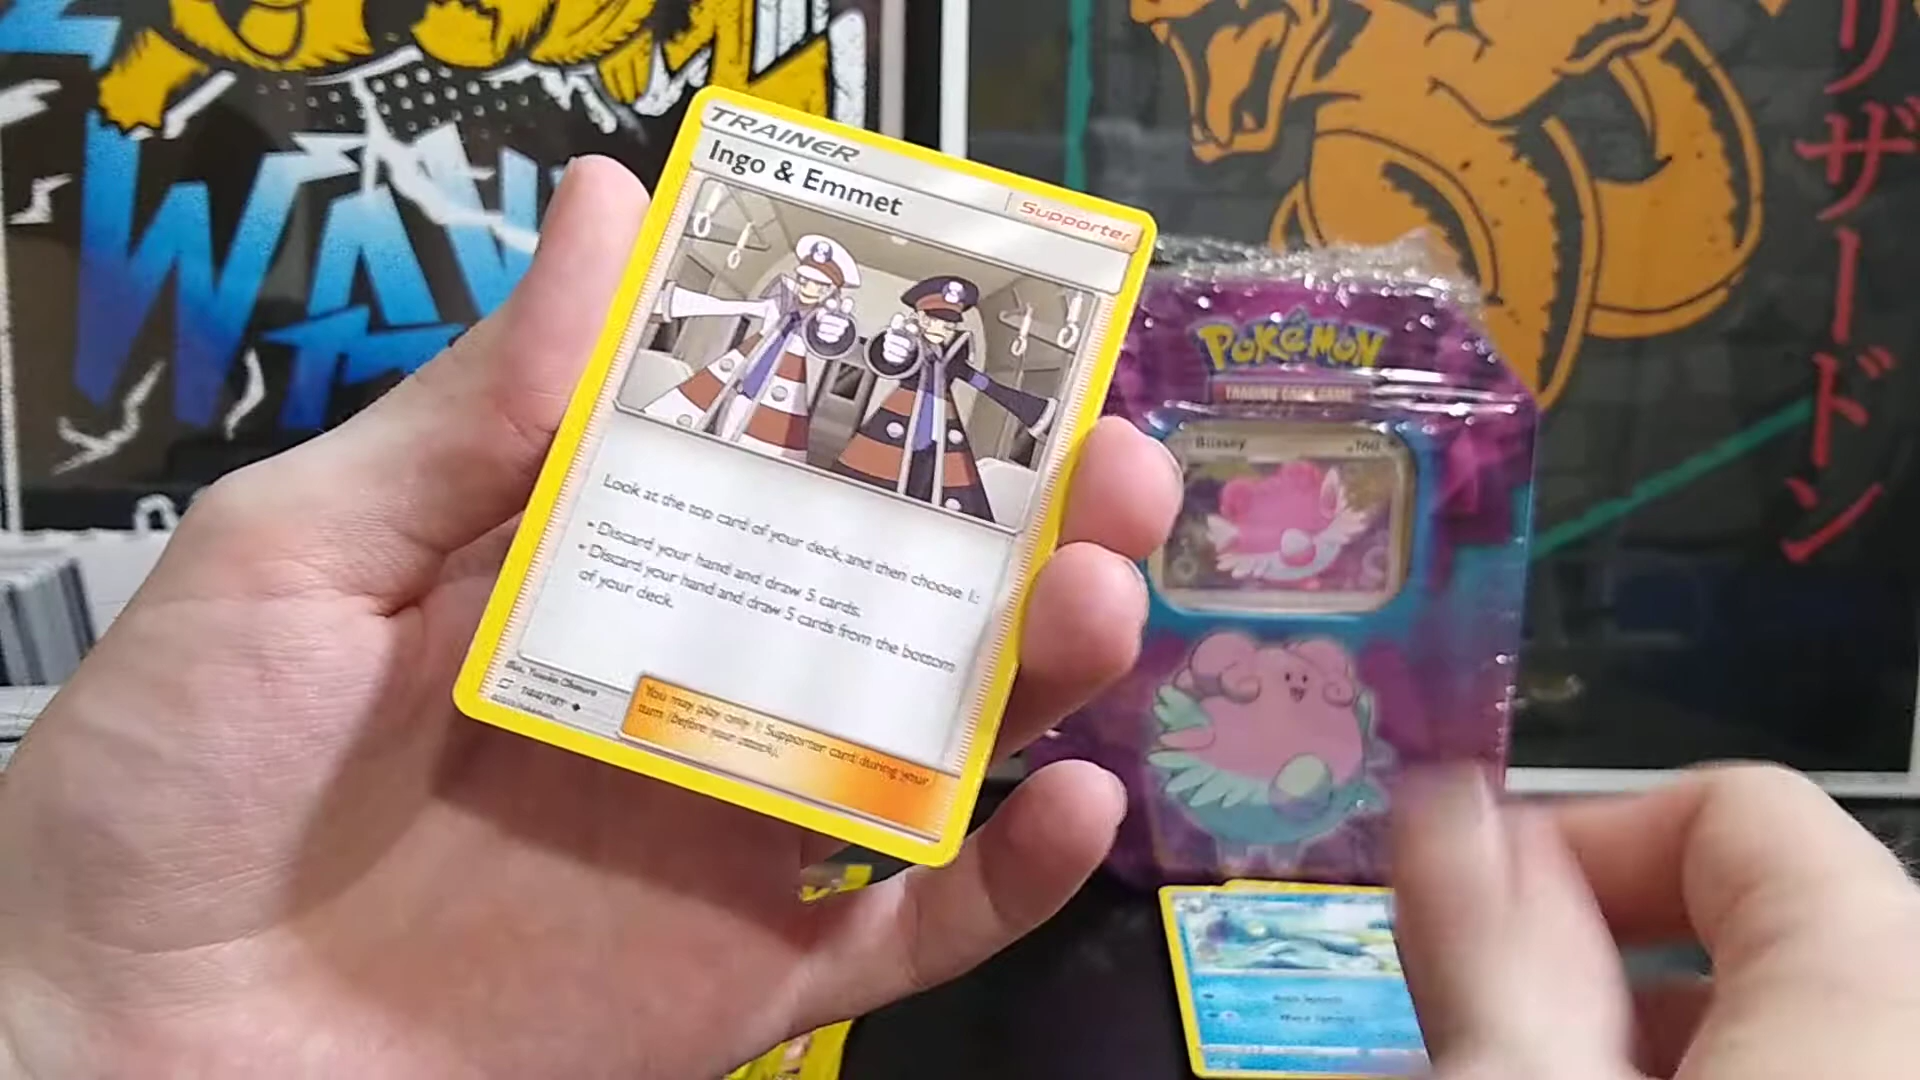 TRAINER
Ingo & Emmet
Supporter
Look at the top card of your deck, and then choose 1:
• Discard your hand and draw 5 cards.
• Discard your hand and draw 5 cards from the bottom
of your deck.
You may play only 1 Supporter card during your
turn (before your attack).
WAV
POKéMON
TRADING CARD GAME
Blissey
160
リザードン